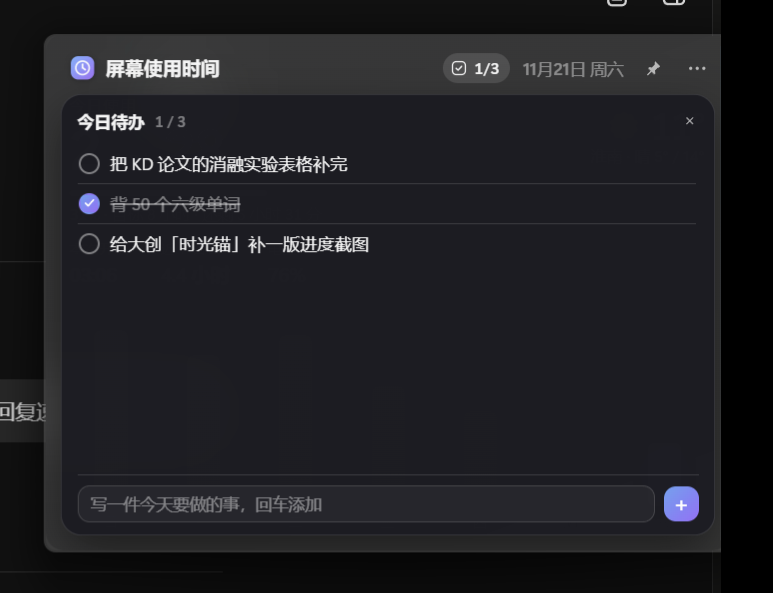 屏幕使用时间 1/3 11月21日 周六
今日待办 1 / 3
把 KD 论文的消融实验表格补完
背 50 个六级单词
给大创「时光锚」补一版进度截图
回复
写一件今天要做的事，回车添加